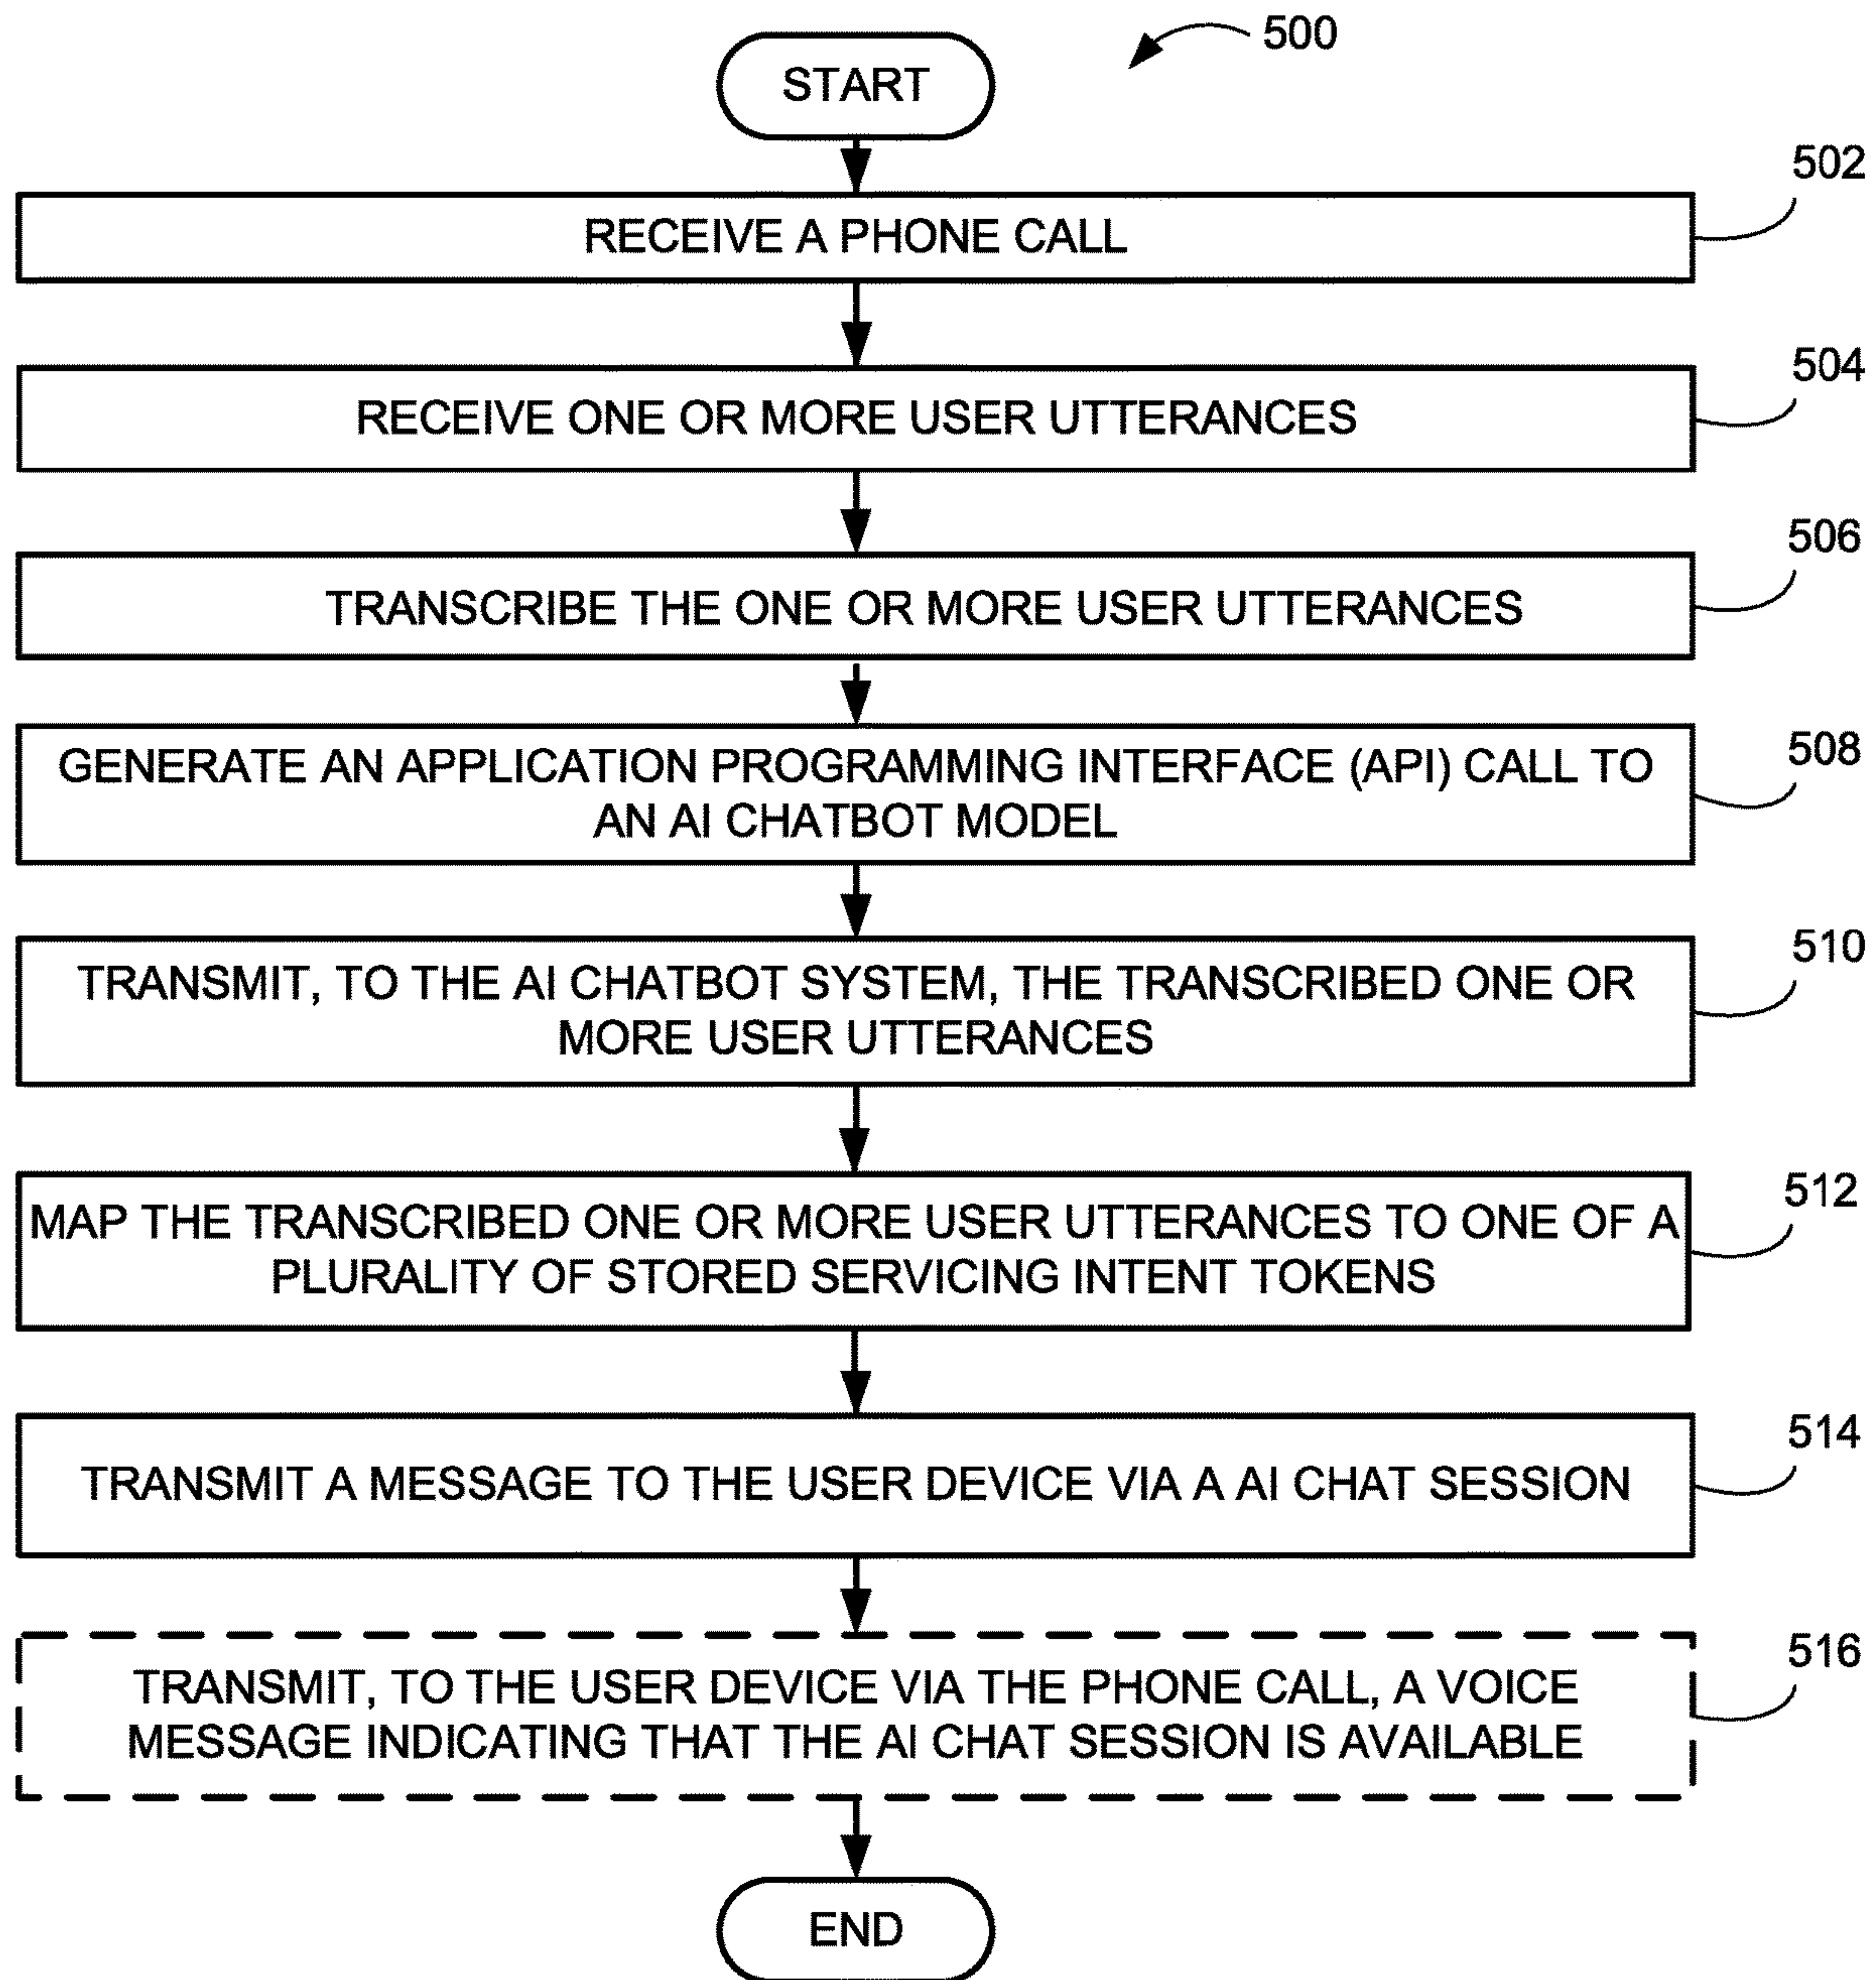 500
START
502
RECEIVE A PHONE CALL
504
RECEIVE ONE OR MORE USER UTTERANCES
506
TRANSCRIBE THE ONE OR MORE USER UTTERANCES
508
GENERATE AN APPLICATION PROGRAMMING INTERFACE (API) CALL TO
AN AI CHATBOT MODEL
510
TRANSMIT, TO THE AI CHATBOT SYSTEM, THE TRANSCRIBED ONE OR
MORE USER UTTERANCES
512
MAP THE TRANSCRIBED ONE OR MORE USER UTTERANCES TO ONE OF A
PLURALITY OF STORED SERVICING INTENT TOKENS
514
TRANSMIT A MESSAGE TO THE USER DEVICE VIA A AI CHAT SESSION
516
TRANSMIT, TO THE USER DEVICE VIA THE PHONE CALL, A VOICE
MESSAGE INDICATING THAT THE AI CHAT SESSION IS AVAILABLE
END